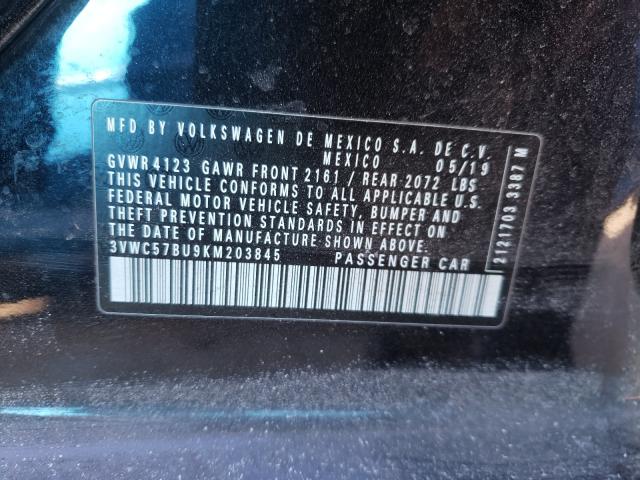 MFD BY VOLKSWAGEN DE MEXICO S.A. DE C.V.
MEXICO 05/19
GVWR 4123 GAWR FRONT 2161 / REAR 2072 LBS
THIS VEHICLE CONFORMS TO ALL APPLICABLE U.S.
FEDERAL MOTOR VEHICLE SAFETY, BUMPER AND
THEFT PREVENTION STANDARDS IN EFFECT ON
THE DATE OF MANUFACTURE SHOWN ABOVE.
3VWC57BU9KM203845 PASSENGER CAR
2121703 3387 M